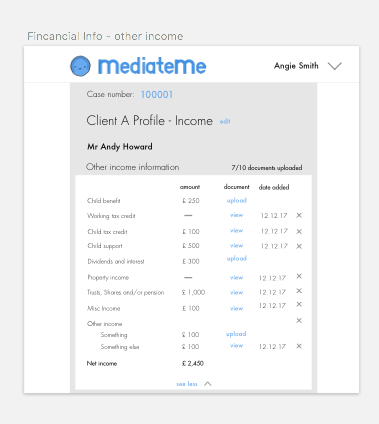 Fincancial Info - other income
mediateme
Angie Smith
Case number: 100001
Client A Profile - Income edit
Mr Andy Howard
Other income information 7/10 documents uploaded
amount document date added
Child benefit £ 250 upload
Working tax credit — view 12.12.17 ×
Child tax credit £ 100 view 12.12.17 ×
Child support £ 500 view 12.12.17 ×
Dividends and interest £ 300 upload
Property income — view 12.12.17 ×
Trusts, Shares and/or pension £ 1,000 view 12.12.17 ×
Misc Income £ 100 view 12.12.17 ×
Other income ×
Something £ 100 upload
Something else £ 100 view 12.12.17 ×
Net income £ 2,450
see less